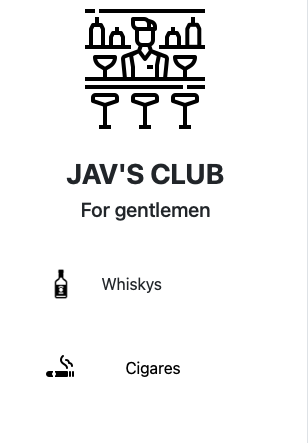 JAV'S CLUB
For gentlemen
Whiskys
Cigares